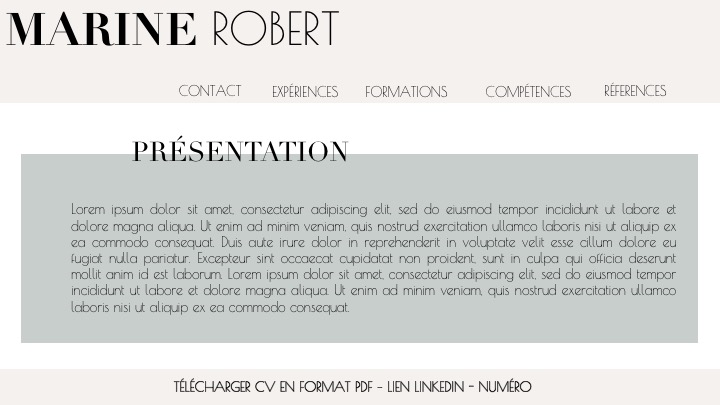 MARINE ROBERT
CONTACT EXPÉRIENCES FORMATIONS COMPÉTENCES RÉFERENCES
PRÉSENTATION
Lorem ipsum dolor sit amet, consectetur adipiscing elit, sed do eiusmod tempor incididunt ut labore et
dolore magna aliqua. Ut enim ad minim veniam, quis nostrud exercitation ullamco laboris nisi ut aliquip ex
ea commodo consequat. Duis aute irure dolor in reprehenderit in voluptate velit esse cillum dolore eu
fugiat nulla pariatur. Excepteur sint occaecat cupidatat non proident, sunt in culpa qui officia deserunt
mollit anim id est laborum. Lorem ipsum dolor sit amet, consectetur adipiscing elit, sed do eiusmod tempor
incididunt ut labore et dolore magna aliqua. Ut enim ad minim veniam, quis nostrud exercitation ullamco
laboris nisi ut aliquip ex ea commodo consequat.
TÉLÉCHARGER CV EN FORMAT PDF – LIEN LINKEDIN – NUMÉRO